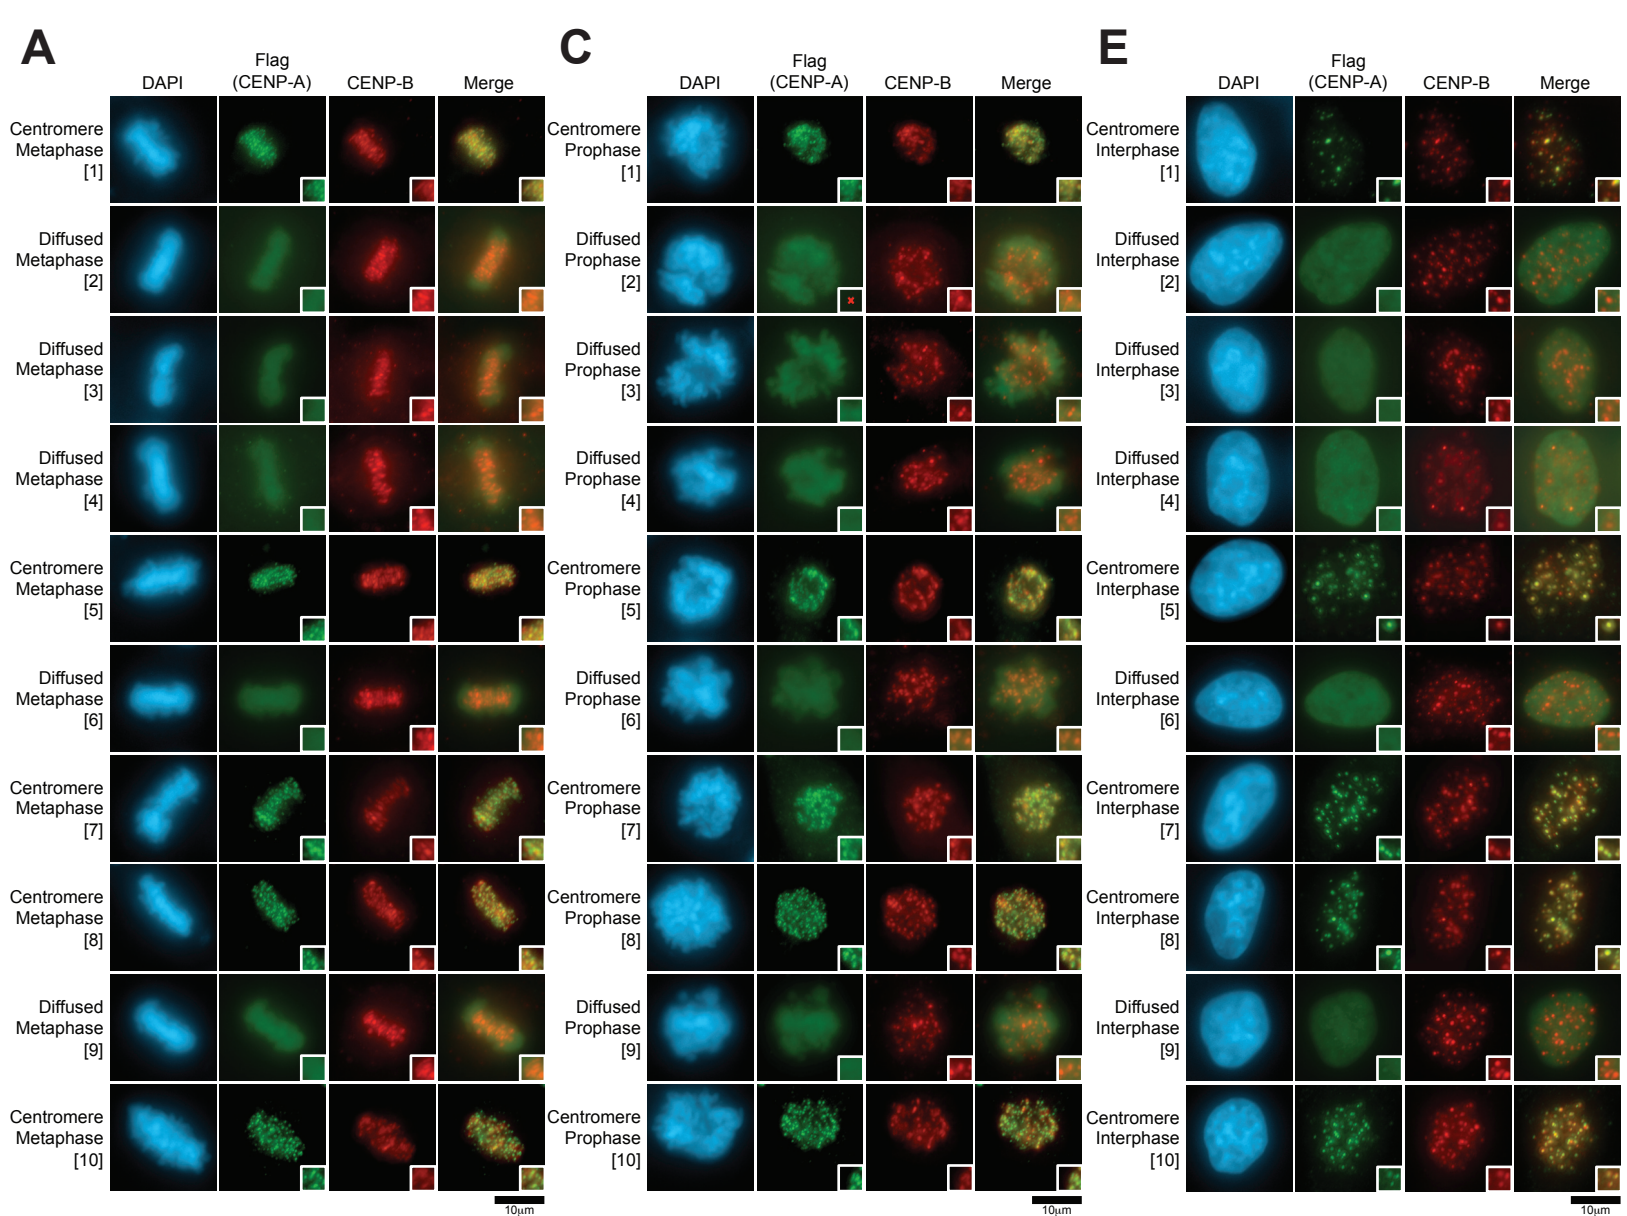 A
C
E
DAPI
Flag
(CENP-A)
CENP-B
Merge
DAPI
Flag
(CENP-A)
CENP-B
Merge
DAPI
Flag
(CENP-A)
CENP-B
Merge
Centromere
Metaphase
[1]
Centromere
Prophase
[1]
Centromere
Interphase
[1]
Diffused
Metaphase
[2]
Diffused
Prophase
[2]
Diffused
Interphase
[2]
Diffused
Metaphase
[3]
Diffused
Prophase
[3]
Diffused
Interphase
[3]
Diffused
Metaphase
[4]
Diffused
Prophase
[4]
Diffused
Interphase
[4]
Centromere
Metaphase
[5]
Centromere
Prophase
[5]
Centromere
Interphase
[5]
Diffused
Metaphase
[6]
Diffused
Prophase
[6]
Diffused
Interphase
[6]
Centromere
Metaphase
[7]
Centromere
Prophase
[7]
Centromere
Interphase
[7]
Centromere
Metaphase
[8]
Centromere
Prophase
[8]
Centromere
Interphase
[8]
Diffused
Metaphase
[9]
Diffused
Prophase
[9]
Diffused
Interphase
[9]
Centromere
Metaphase
[10]
Centromere
Prophase
[10]
Centromere
Interphase
[10]
10µm
10µm
10µm